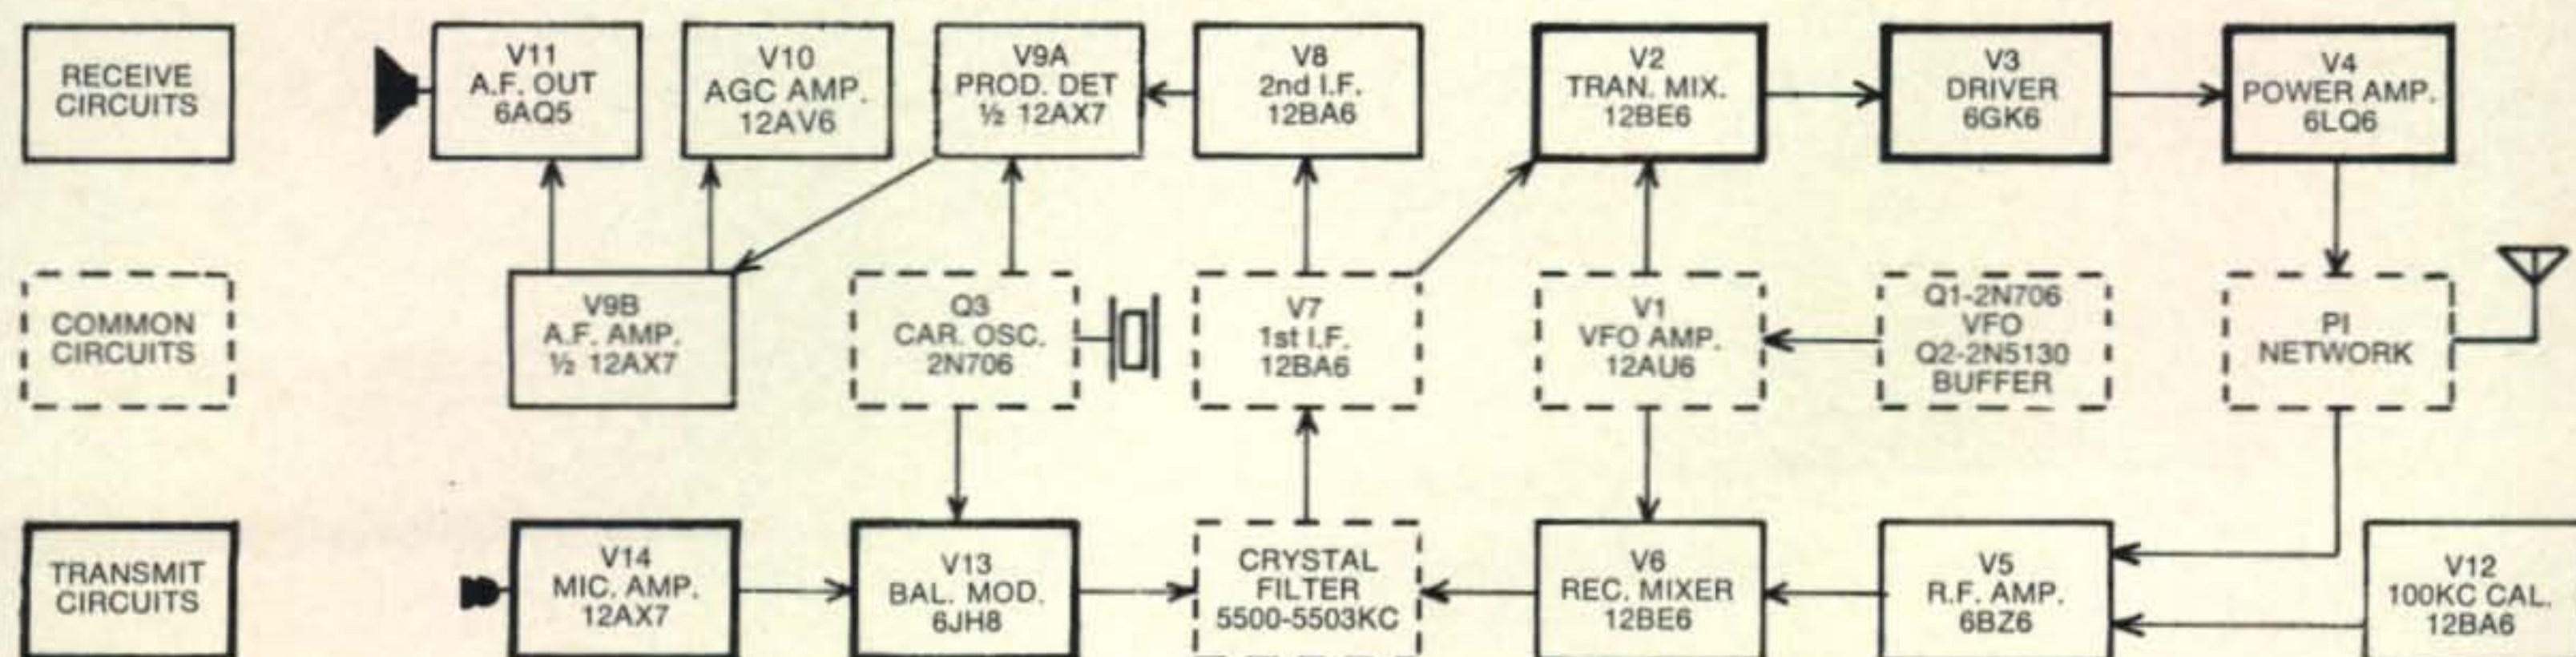 RECEIVE
CIRCUITS
V11
A.F. OUT
6AQ5
V10
AGC AMP.
12AV6
V9A
PROD. DET
½ 12AX7
V8
2nd I.F.
12BA6
V2
TRAN. MIX.
12BE6
V3
DRIVER
6GK6
V4
POWER AMP.
6LQ6
COMMON
CIRCUITS
V9B
A.F. AMP.
½ 12AX7
Q3
CAR. OSC.
2N706
V7
1st I.F.
12BA6
V1
VFO AMP.
12AU6
Q1-2N706
VFO
Q2-2N5130
BUFFER
PI
NETWORK
TRANSMIT
CIRCUITS
V14
MIC. AMP.
12AX7
V13
BAL. MOD.
6JH8
CRYSTAL
FILTER
5500-5503KC
V6
REC. MIXER
12BE6
V5
R.F. AMP.
6BZ6
V12
100KC CAL.
12BA6